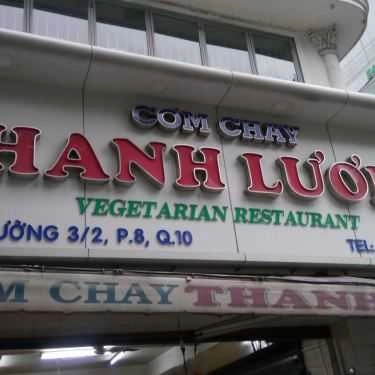 CƠM CHAY
HANH LƯƠ
VEGETARIAN RESTAURANT
ƯỜNG 3/2, P.8, Q.10 TEL:
M CHAY THANH